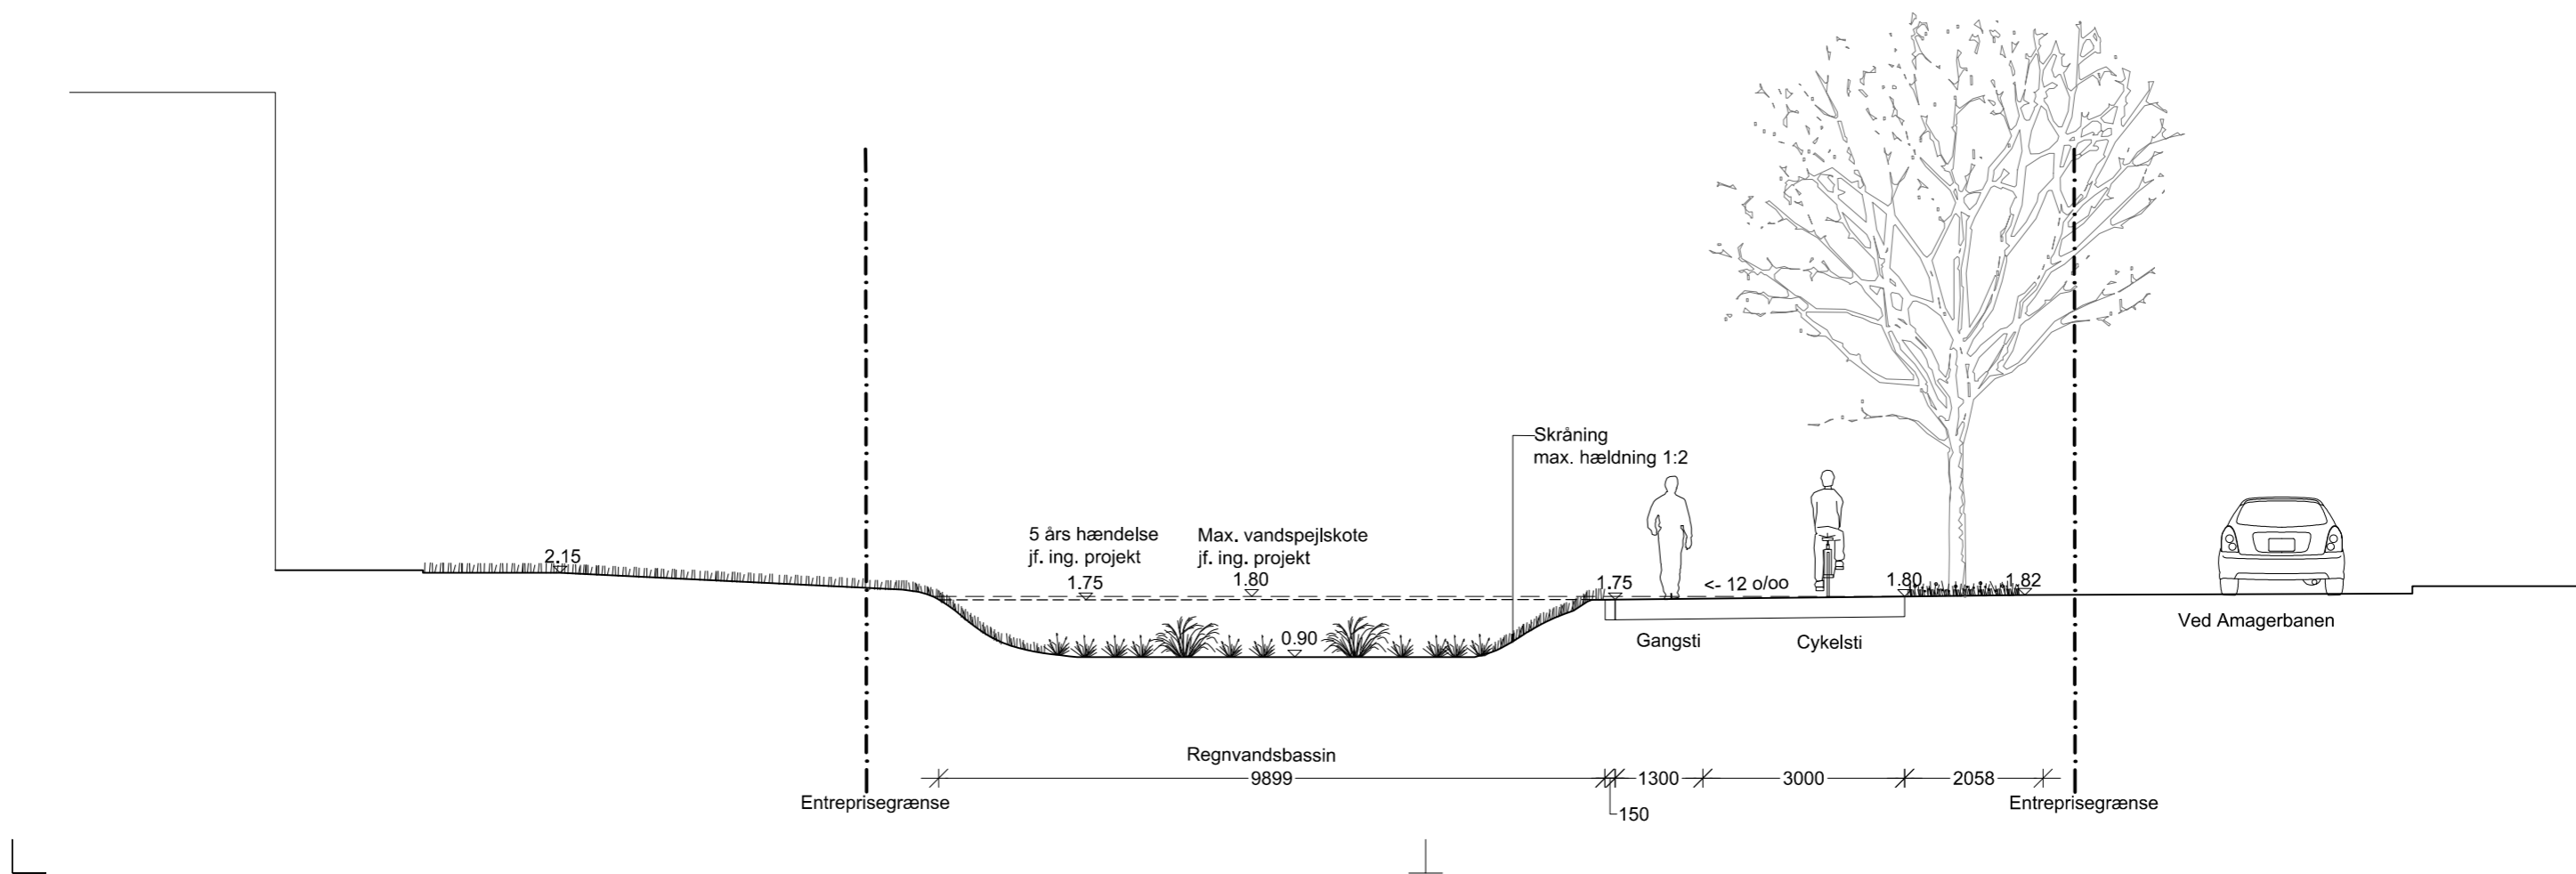 Skråning
max. hældning 1:2
5 års hændelse
jf. ing. projekt
1.75
Max. vandspejlskote
jf. ing. projekt
1.80
2.15
1.75
<- 12 o/oo
1.80
1.82
0.90
Gangsti
Cykelsti
Ved Amagerbanen
Regnvandsbassin
9899
1300
3000
2058
150
Entreprisegrænse
Entreprisegrænse